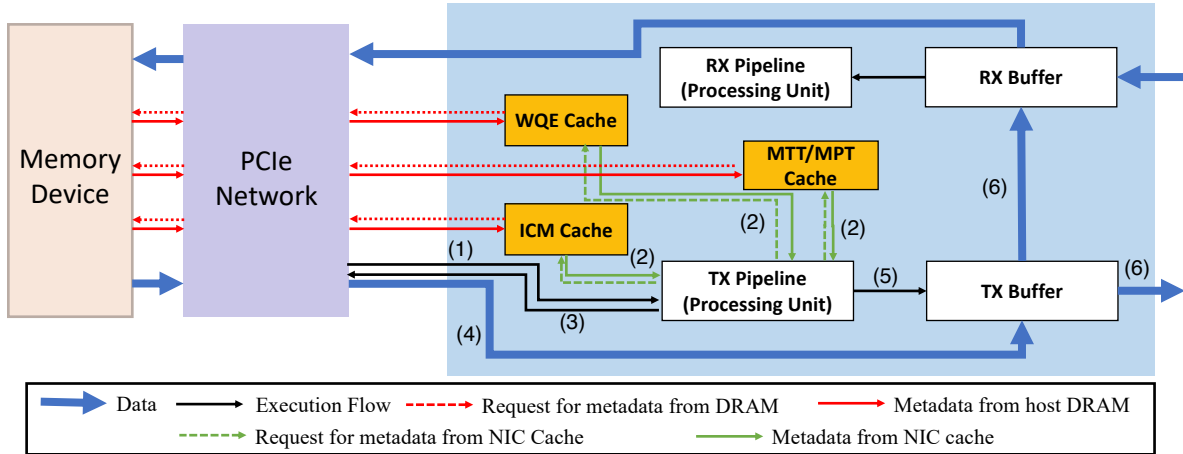 Memory
Device
PCIe
Network
RX Pipeline
(Processing Unit)
RX Buffer
WQE Cache
MTT/MPT
Cache
(6)
(2)
(2)
ICM Cache
(1)
(2)
TX Pipeline
(Processing Unit)
(5)
TX Buffer
(6)
(3)
(4)
Data
Execution Flow
Request for metadata from DRAM
Metadata from host DRAM
Request for metadata from NIC Cache
Metadata from NIC cache